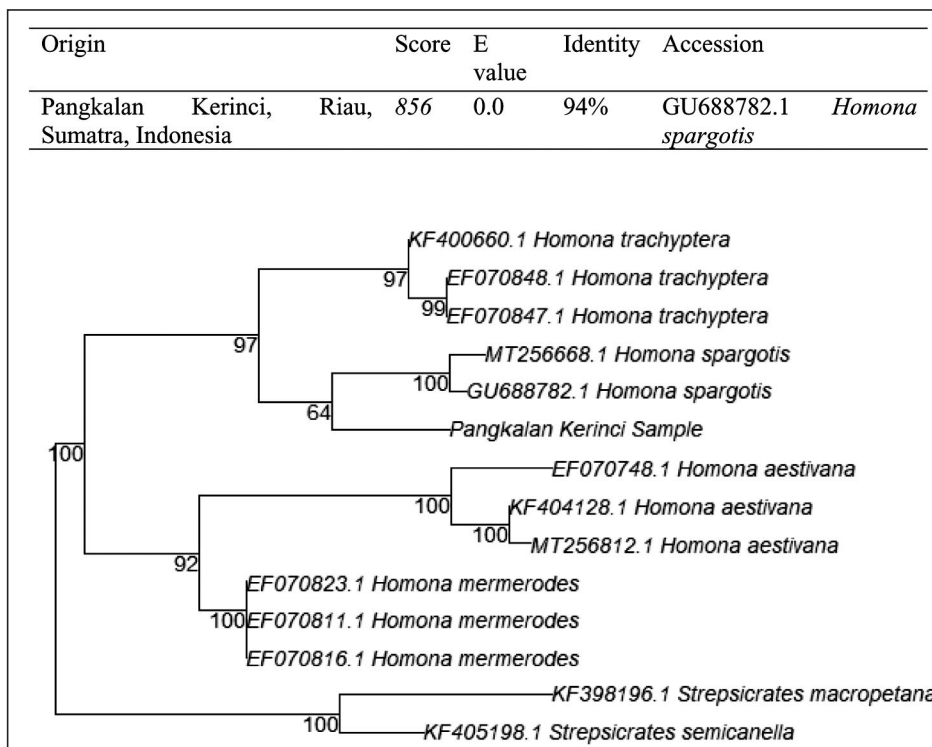 Origin Score E Identity Accession
value
Pangkalan Kerinci, Riau, 856 0.0 94% GU688782.1 Homona
Sumatra, Indonesia spargotis
KF400660.1 Homona trachyptera
97
EF070848.1 Homona trachyptera
99
EF070847.1 Homona trachyptera
97
MT256668.1 Homona spargotis
100
GU688782.1 Homona spargotis
64
Pangkalan Kerinci Sample
100
EF070748.1 Homona aestivana
100
KF404128.1 Homona aestivana
100
MT256812.1 Homona aestivana
92
EF070823.1 Homona mermerodes
100
EF070811.1 Homona mermerodes
EF070816.1 Homona mermerodes
KF398196.1 Strepsicrates macropetana
100
KF405198.1 Strepsicrates semicanella